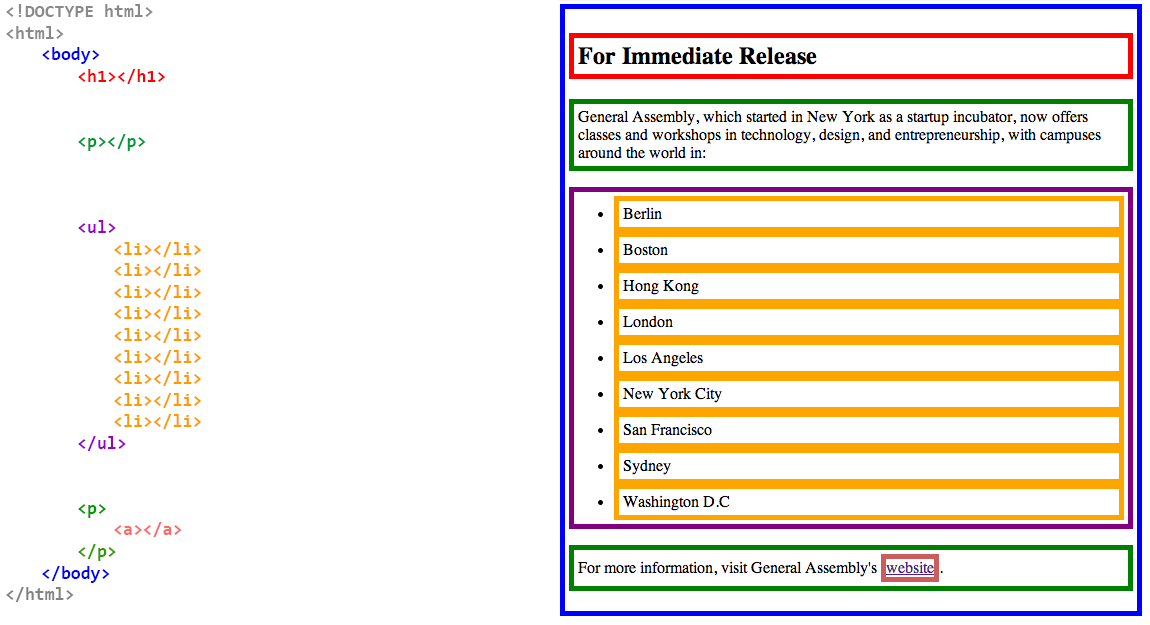 <!DOCTYPE html>
<html>
<body>
<h1></h1>
<p></p>
<ul>
<li></li>
<li></li>
<li></li>
<li></li>
<li></li>
<li></li>
<li></li>
<li></li>
<li></li>
</ul>
<p>
<a></a>
</p>
</body>
</html>
For Immediate Release
General Assembly, which started in New York as a startup incubator, now offers
classes and workshops in technology, design, and entrepreneurship, with campuses
around the world in:
• Berlin
• Boston
• Hong Kong
• London
• Los Angeles
• New York City
• San Francisco
• Sydney
• Washington D.C
For more information, visit General Assembly's website.